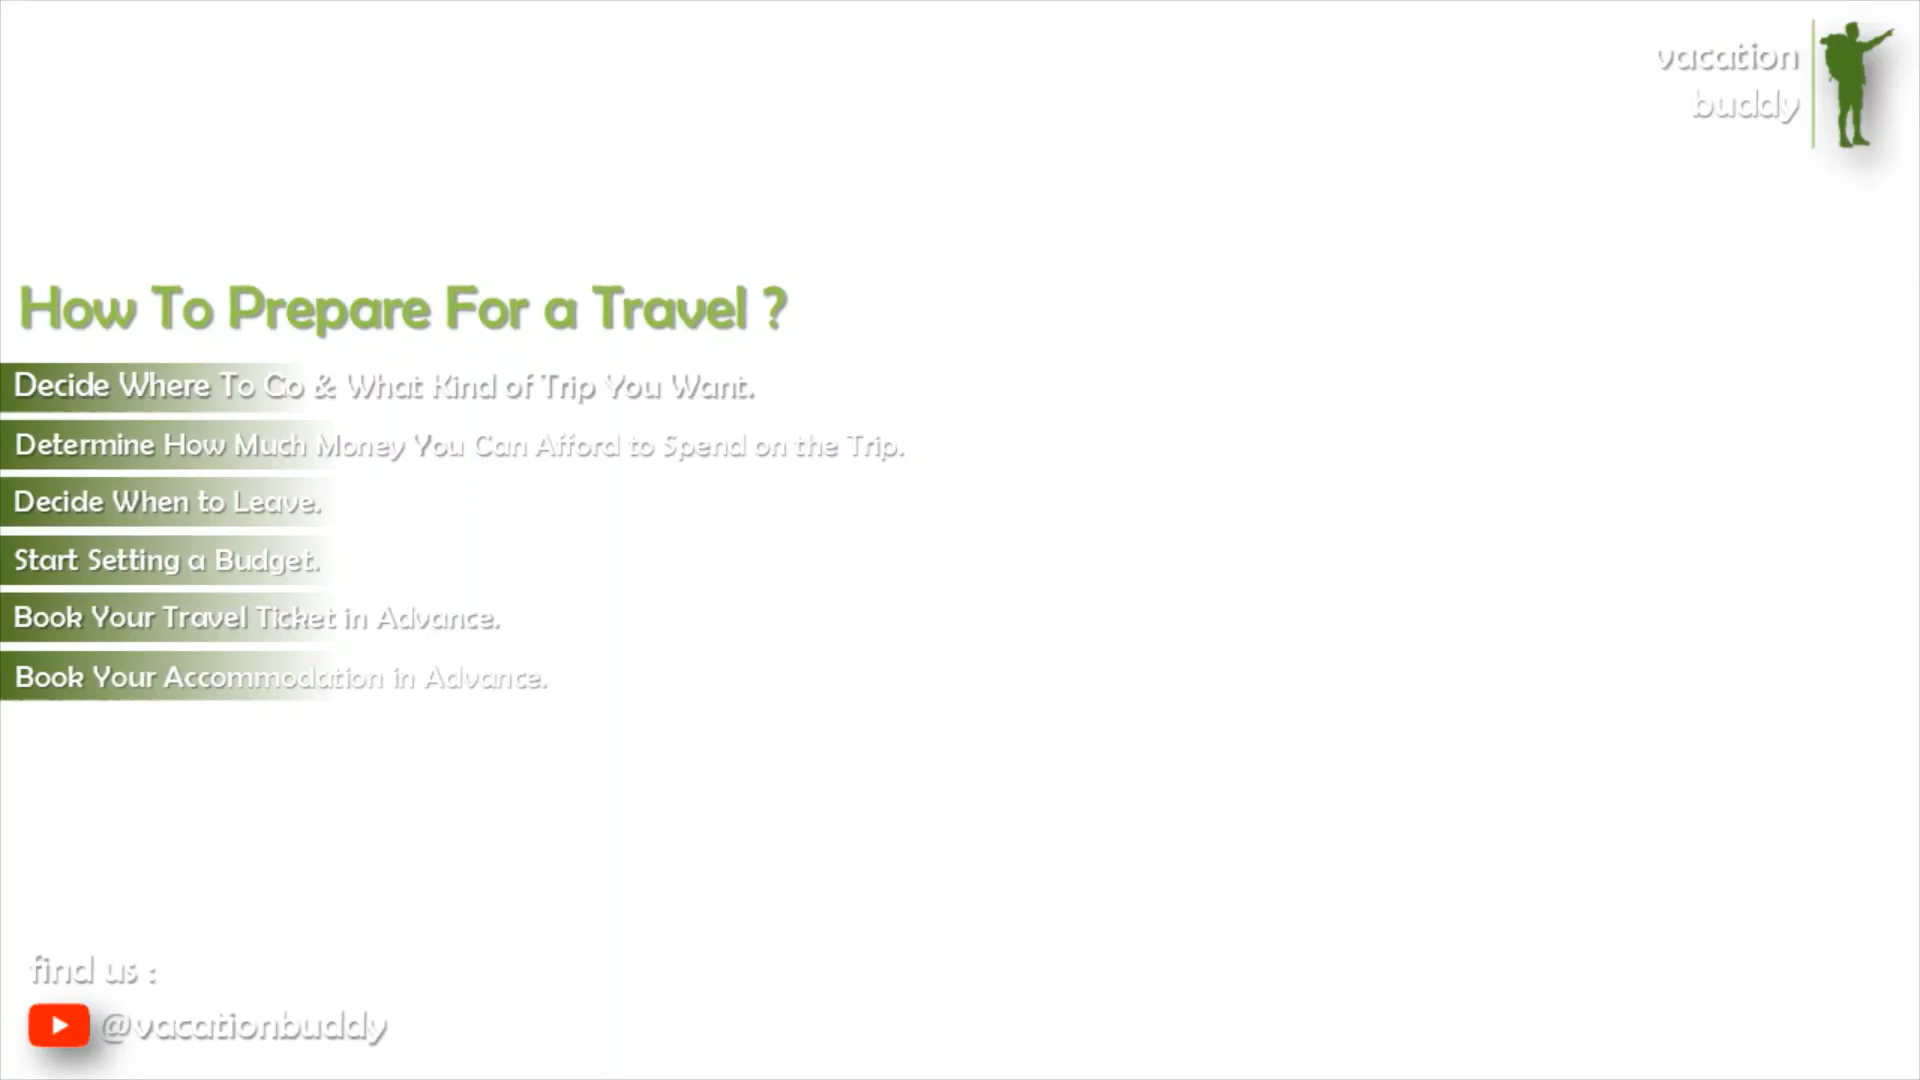 vacation
buddy
How To Prepare For a Travel ?
Decide Where To Go & What Kind of Trip You Want.
Determine How Much Money You Can Afford to Spend on the Trip.
Decide When to Leave.
Start Setting a Budget.
Book Your Travel Ticket in Advance.
Book Your Accommodation in Advance.
find us :
@vacationbuddy